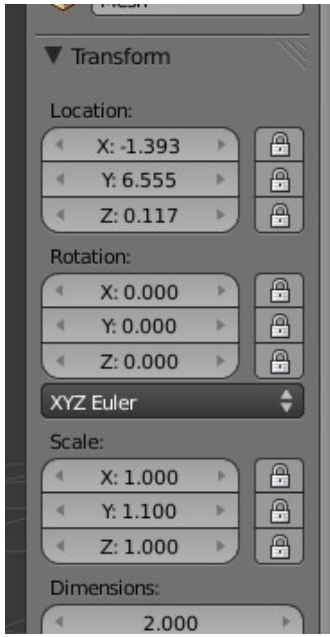 Mesh
Transform
Location:
X: -1.393
Y: 6.555
Z: 0.117
Rotation:
X: 0.000
Y: 0.000
Z: 0.000
XYZ Euler
Scale:
X: 1.000
Y: 1.100
Z: 1.000
Dimensions:
2.000